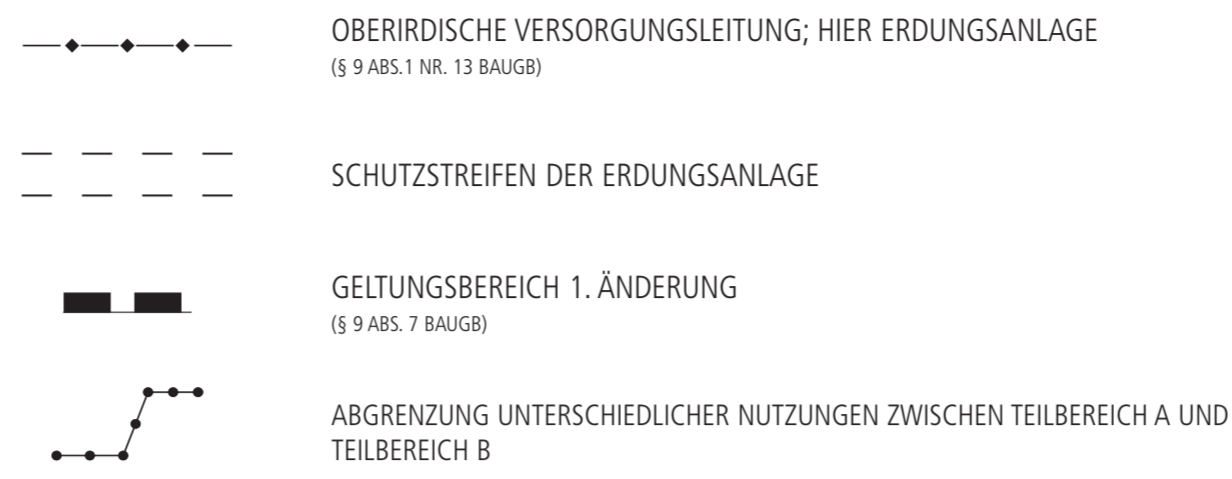 OBERIRDISCHE VERSORGUNGSLEITUNG; HIER ERDUNGSANLAGE
(§ 9 ABS.1 NR. 13 BAUGB)
SCHUTZSTREIFEN DER ERDUNGSANLAGE
GELTUNGSBEREICH 1. ÄNDERUNG
(§ 9 ABS. 7 BAUGB)
ABGRENZUNG UNTERSCHIEDLICHER NUTZUNGEN ZWISCHEN TEILBEREICH A UND
TEILBEREICH B